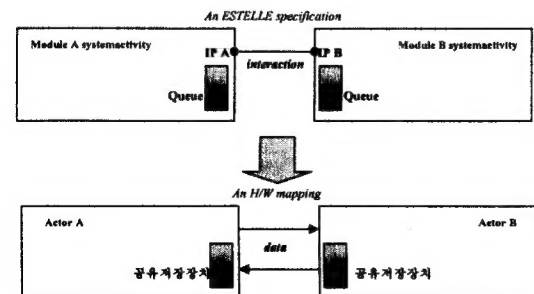 An ESTELLE specification
Module A systemactivity
IP A
IP B
Module B systemactivity
interaction
Queue
Queue
An H/W mapping
Actor A
Actor B
data
공유저장장치
공유저장장치